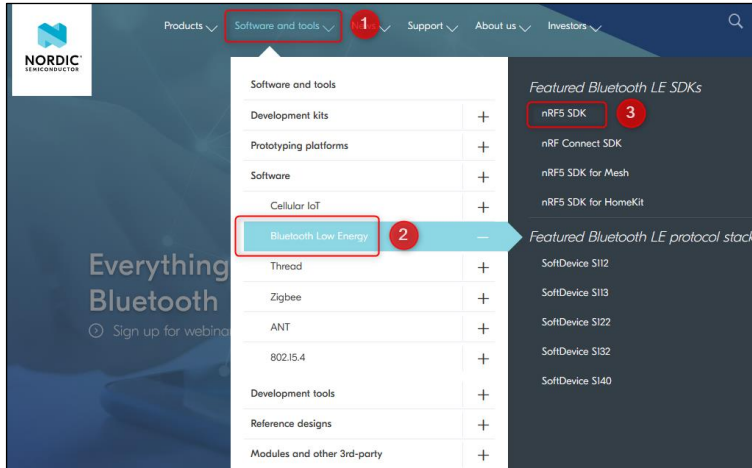 Products
Software and tools
1
News
Support
About us
Investors
NORDIC
SEMICONDUCTOR
Software and tools
Development kits
Prototyping platforms
Software
Cellular IoT
Bluetooth Low Energy
2
Thread
Zigbee
ANT
802.15.4
Development tools
Reference designs
Modules and other 3rd-party
Featured Bluetooth LE SDKs
nRF5 SDK
3
nRF Connect SDK
nRF5 SDK for Mesh
nRF5 SDK for HomeKit
Featured Bluetooth LE protocol stack
SoftDevice S112
SoftDevice S113
SoftDevice S122
SoftDevice S132
SoftDevice S140
Everything
Bluetooth
Sign up for webinar